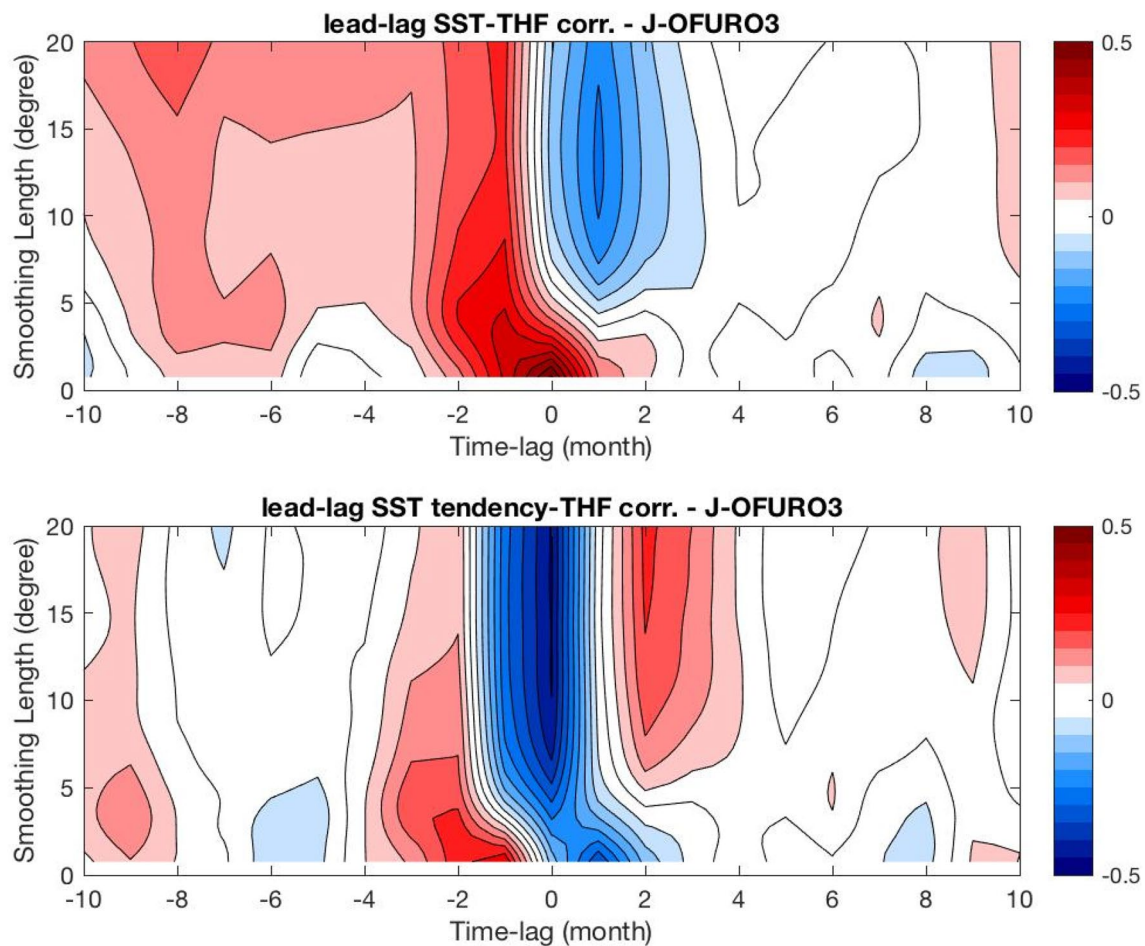 lead-lag SST-THF corr. - J-OFURO3
20
15
10
5
0
Smoothing Length (degree)
-10 -8 -6 -4 -2 0 2 4 6 8 10
Time-lag (month)
0.5
0
-0.5
lead-lag SST tendency-THF corr. - J-OFURO3
20
15
10
5
0
Smoothing Length (degree)
-10 -8 -6 -4 -2 0 2 4 6 8 10
Time-lag (month)
0.5
0
-0.5